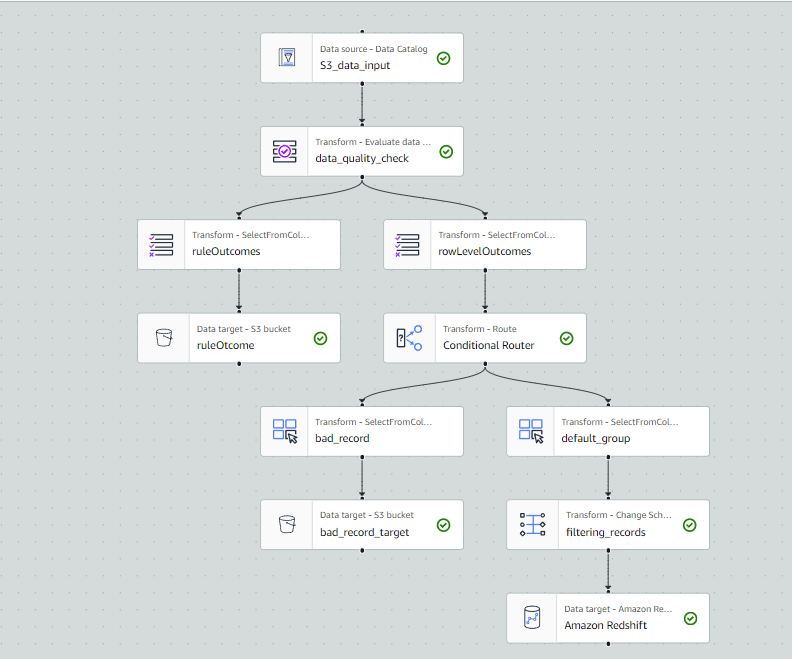 Data source - Data Catalog
S3_data_input
Transform - Evaluate data ...
data_quality_check
Transform - SelectFromCol...
ruleOutcomes
Transform - SelectFromCol...
rowLevelOutcomes
Data target - S3 bucket
ruleOtcome
Transform - Route
Conditional Router
Transform - SelectFromCol...
bad_record
Transform - SelectFromCol...
default_group
Data target - S3 bucket
bad_record_target
Transform - Change Sch...
filtering_records
Data target - Amazon Re...
Amazon Redshift